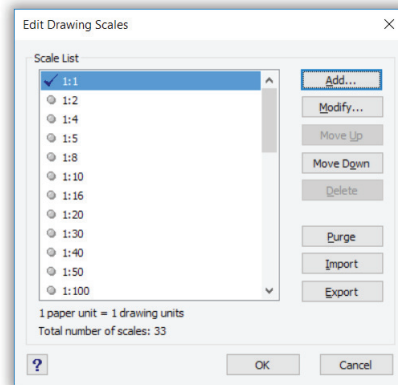 Edit Drawing Scales
Scale List
1:1
1:2
1:4
1:5
1:8
1:10
1:16
1:20
1:30
1:40
1:50
1:100
Add...
Modify...
Move Up
Move Down
Delete
Purge
Import
Export
1 paper unit = 1 drawing units
Total number of scales: 33
?
OK
Cancel